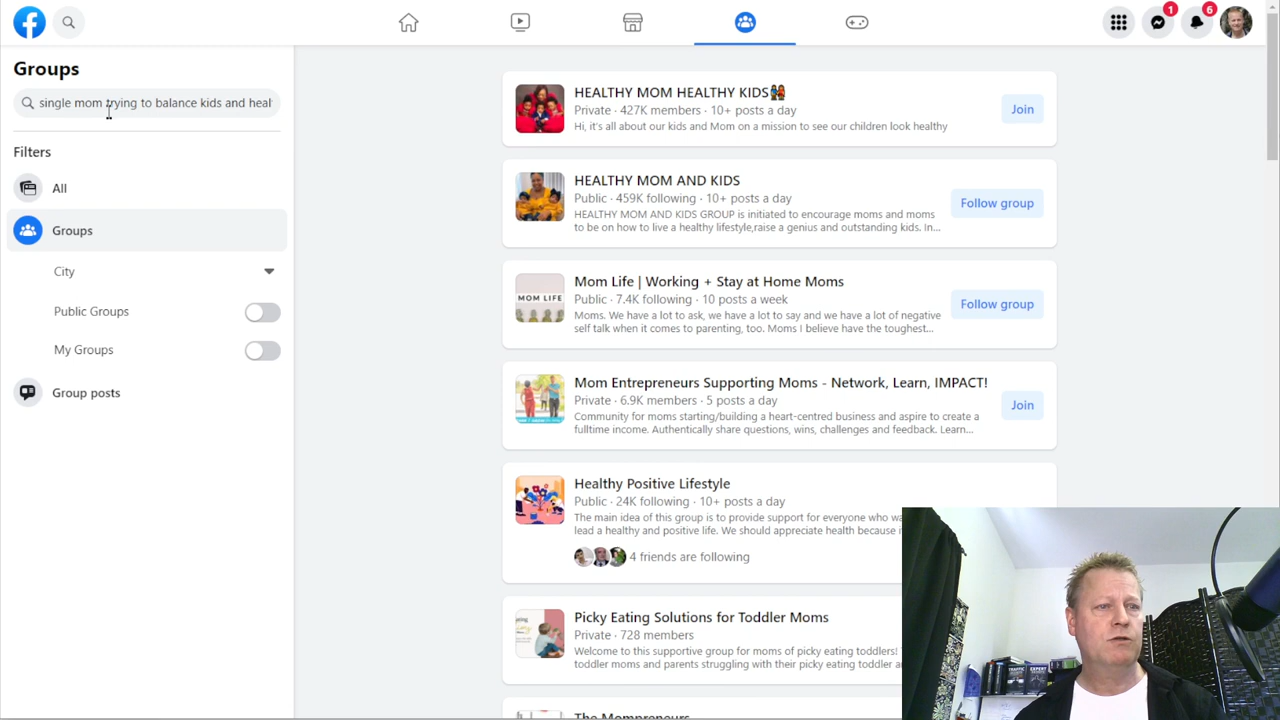 1
6
Groups
single mom trying to balance kids and heal
Filters
All
Groups
City
Public Groups
My Groups
Group posts
HEALTHY MOM HEALTHY KIDS
Private · 427K members · 10+ posts a day
Hi, it's all about our kids and Mom on a mission to see our children look healthy
Join
HEALTHY MOM AND KIDS
Public · 459K following · 10+ posts a day
HEALTHY MOM AND KIDS GROUP is initiated to encourage moms and moms
to be on how to live a healthy lifestyle,raise a genius and outstanding kids. In...
Follow group
MOM LIFE
Mom Life | Working + Stay at Home Moms
Public · 7.4K following · 10 posts a week
Moms. We have a lot to ask, we have a lot to say and we have a lot of negative
self talk when it comes to parenting, too. Moms I believe have the toughest...
Follow group
Mom Entrepreneurs Supporting Moms - Network, Learn, IMPACT!
Private · 6.9K members · 5 posts a day
Community for moms starting/building a heart-centred business and aspire to create a
fulltime income. Authentically share questions, wins, challenges and feedback. Learn...
Join
Healthy Positive Lifestyle
Public · 24K following · 10+ posts a day
The main idea of this group is to provide support for everyone who wa
lead a healthy and positive life. We should appreciate health because i
4 friends are following
Picky Eating Solutions for Toddler Moms
Private · 728 members
Welcome to this supportive group for moms of picky eating toddlers!
toddler moms and parents struggling with their picky eating toddler ar
The Mompreneurs
TRAFFIC
EXPERT